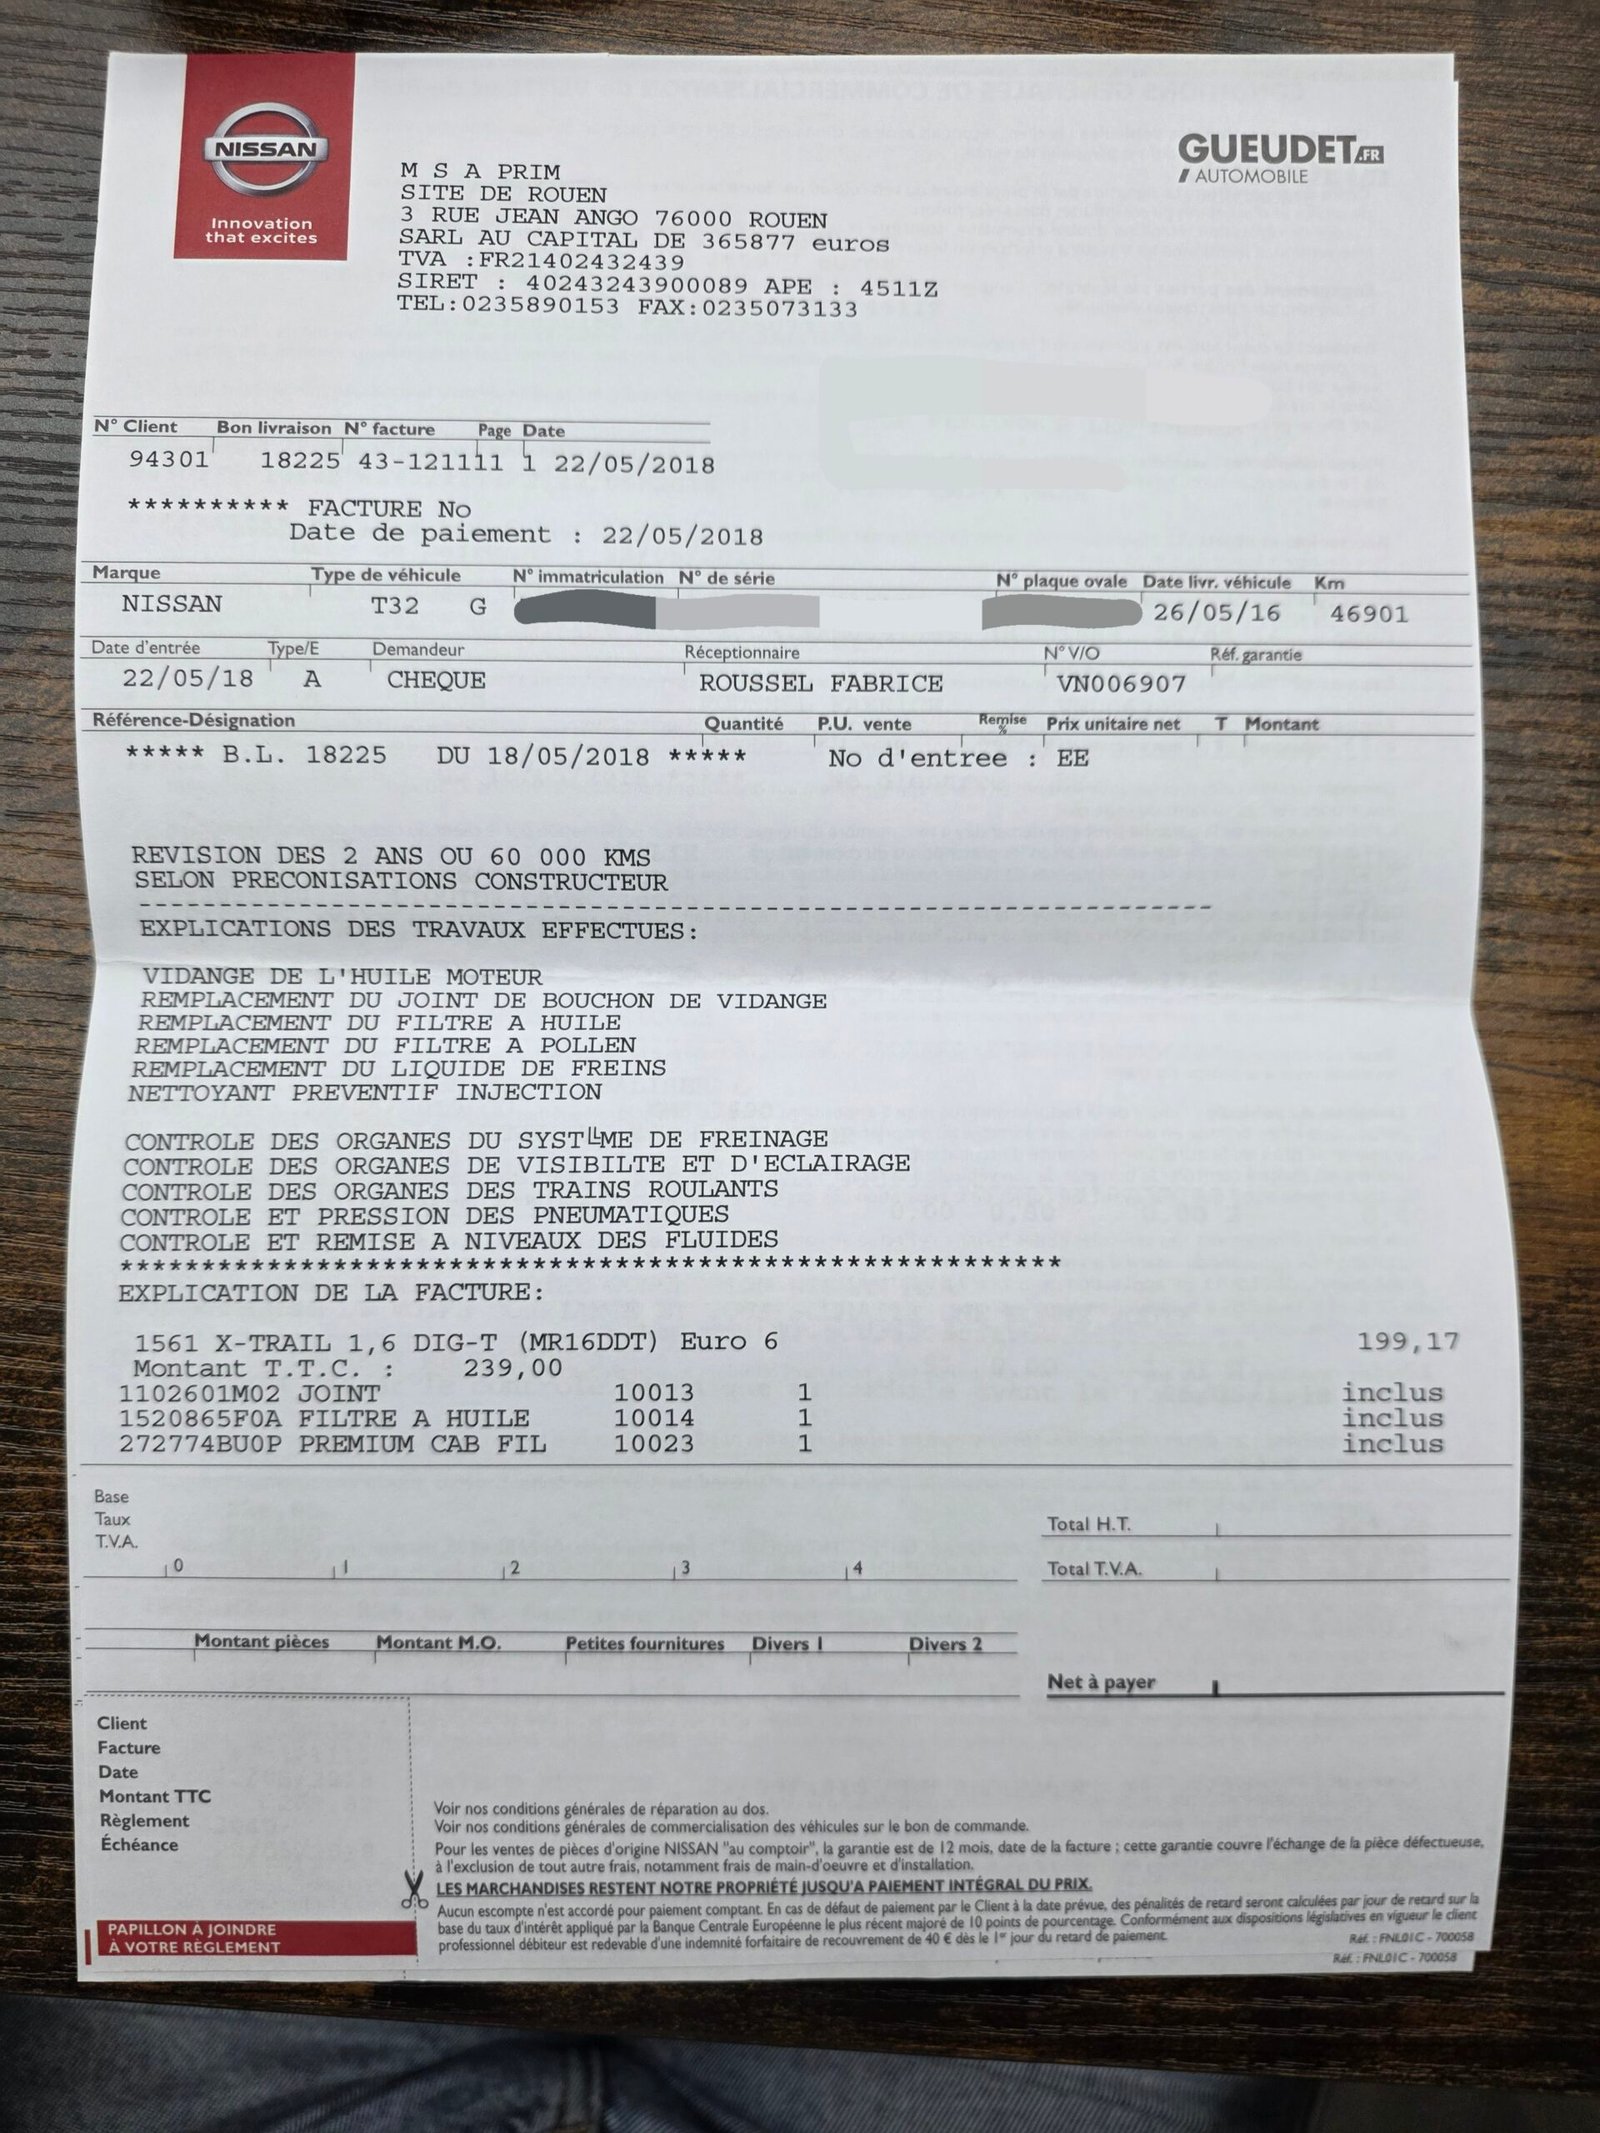 NISSAN
Innovation
that excites
GUEUDET.FR
AUTOMOBILE
M S A PRIM
SITE DE ROUEN
3 RUE JEAN ANGO 76000 ROUEN
SARL AU CAPITAL DE 365877 euros
TVA :FR21402432439
SIRET : 40243243900089 APE : 4511Z
TEL:0235890153 FAX:0235073133
N° Client Bon livraison N° facture Page Date
94301 18225 43-121111 1 22/05/2018
********** FACTURE No
Date de paiement : 22/05/2018
Marque Type de véhicule N° immatriculation N° de série N° plaque ovale Date livr. véhicule Km
NISSAN T32 G 26/05/16 46901
Date d'entrée Type/E Demandeur Réceptionnaire N° V/O Réf. garantie
22/05/18 A CHEQUE ROUSSEL FABRICE VN006907
Référence-Désignation Quantité P.U. vente Remise % Prix unitaire net T Montant
***** B.L. 18225 DU 18/05/2018 ***** No d'entree : EE
REVISION DES 2 ANS OU 60 000 KMS
SELON PRECONISATIONS CONSTRUCTEUR
--------------------------------------------------------------------
EXPLICATIONS DES TRAVAUX EFFECTUES:
VIDANGE DE L'HUILE MOTEUR
REMPLACEMENT DU JOINT DE BOUCHON DE VIDANGE
REMPLACEMENT DU FILTRE A HUILE
REMPLACEMENT DU FILTRE A POLLEN
REMPLACEMENT DU LIQUIDE DE FREINS
NETTOYANT PREVENTIF INJECTION
CONTROLE DES ORGANES DU SYST╙ME DE FREINAGE
CONTROLE DES ORGANES DE VISIBILTE ET D'ECLAIRAGE
CONTROLE DES ORGANES DES TRAINS ROULANTS
CONTROLE ET PRESSION DES PNEUMATIQUES
CONTROLE ET REMISE A NIVEAUX DES FLUIDES
**********************************************************
EXPLICATION DE LA FACTURE:
1561 X-TRAIL 1,6 DIG-T (MR16DDT) Euro 6 199,17
Montant T.T.C. : 239,00
1102601M02 JOINT 10013 1 inclus
1520865F0A FILTRE A HUILE 10014 1 inclus
272774BU0P PREMIUM CAB FIL 10023 1 inclus
Base
Taux
T.V.A.
0 1 2 3 4
Total H.T.
Total T.V.A.
Montant pièces Montant M.O. Petites fournitures Divers 1 Divers 2
Net à payer
Client
Facture
Date
Montant TTC
Règlement
Échéance
PAPILLON À JOINDRE
À VOTRE RÈGLEMENT
Voir nos conditions générales de réparation au dos.
Voir nos conditions générales de commercialisation des véhicules sur le bon de commande.
Pour les ventes de pièces d'origine NISSAN "au comptoir", la garantie est de 12 mois, date de la facture ; cette garantie couvre l'échange de la pièce défectueuse,
à l'exclusion de tout autre frais, notamment frais de main-d'oeuvre et d'installation.
LES MARCHANDISES RESTENT NOTRE PROPRIÉTÉ JUSQU'A PAIEMENT INTÉGRAL DU PRIX.
Aucun escompte n'est accordé pour paiement comptant. En cas de défaut de paiement par le Client à la date prévue, des pénalités de retard seront calculées par jour de retard sur la
base du taux d'intérêt appliqué par la Banque Centrale Européenne le plus récent majoré de 10 points de pourcentage. Conformément aux dispositions législatives en vigueur le client
professionnel débiteur est redevable d'une indemnité forfaitaire de recouvrement de 40 € dès le 1er jour du retard de paiement.
Réf. : FNL01C - 700058
Réf. : FNL01C - 700058